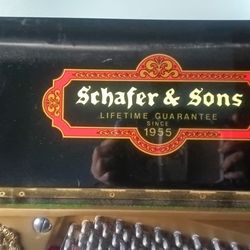 Schafer & Sons
LIFETIME GUARANTEE
SINCE
1955